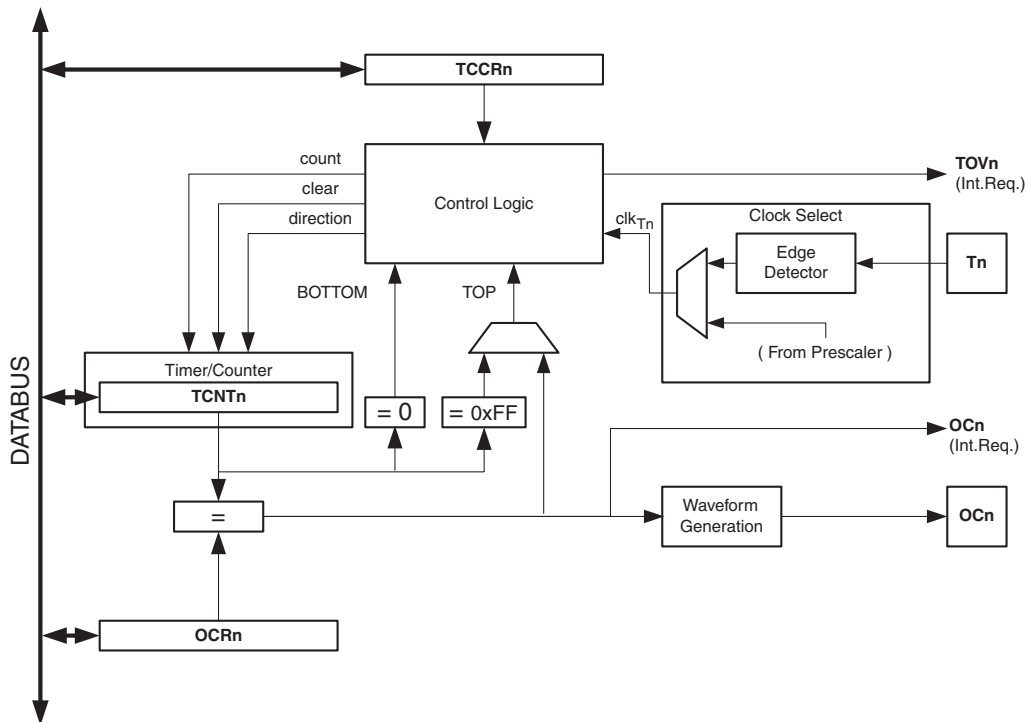 TCCRn
count
clear
direction
Control Logic
TOVn
(Int.Req.)
clkTn
Clock Select
Edge
Detector
Tn
( From Prescaler )
BOTTOM
TOP
Timer/Counter
TCNTn
= 0
= 0xFF
DATABUS
OCn
(Int.Req.)
=
Waveform
Generation
OCn
OCRn